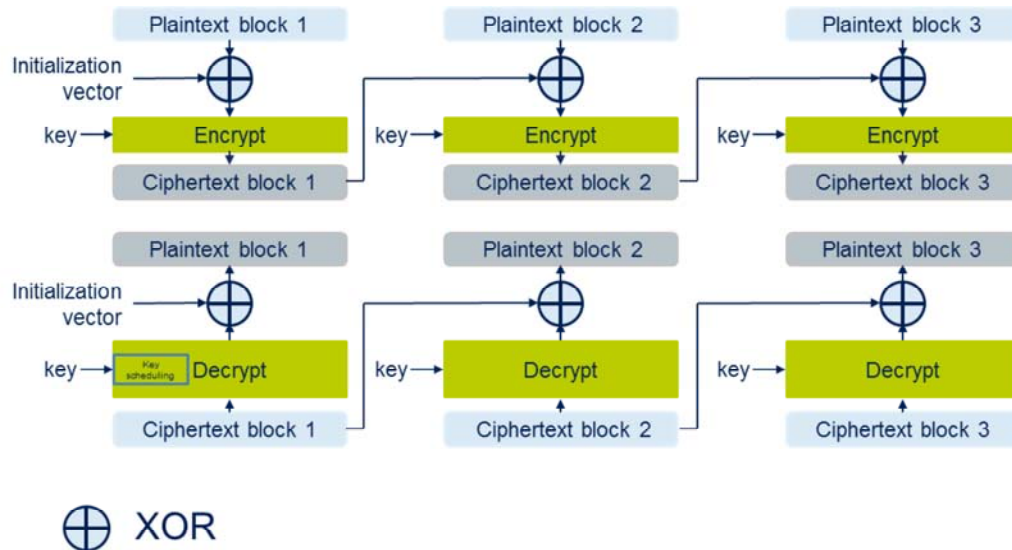 Plaintext block 1 Plaintext block 2 Plaintext block 3
Initialization
vector
key Encrypt key Encrypt key Encrypt
Ciphertext block 1 Ciphertext block 2 Ciphertext block 3
Plaintext block 1 Plaintext block 2 Plaintext block 3
Initialization
vector
key Key
scheduling Decrypt key Decrypt key Decrypt
Ciphertext block 1 Ciphertext block 2 Ciphertext block 3
XOR